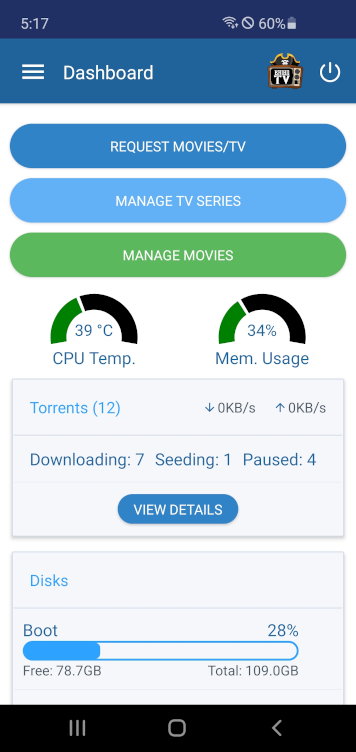 5:17
60%
Dashboard
TV
REQUEST MOVIES/TV
MANAGE TV SERIES
MANAGE MOVIES
39 °C
34%
CPU Temp.
Mem. Usage
Torrents (12)
0KB/s
0KB/s
Downloading: 7 Seeding: 1 Paused: 4
VIEW DETAILS
Disks
Boot
28%
Free: 78.7GB
Total: 109.0GB